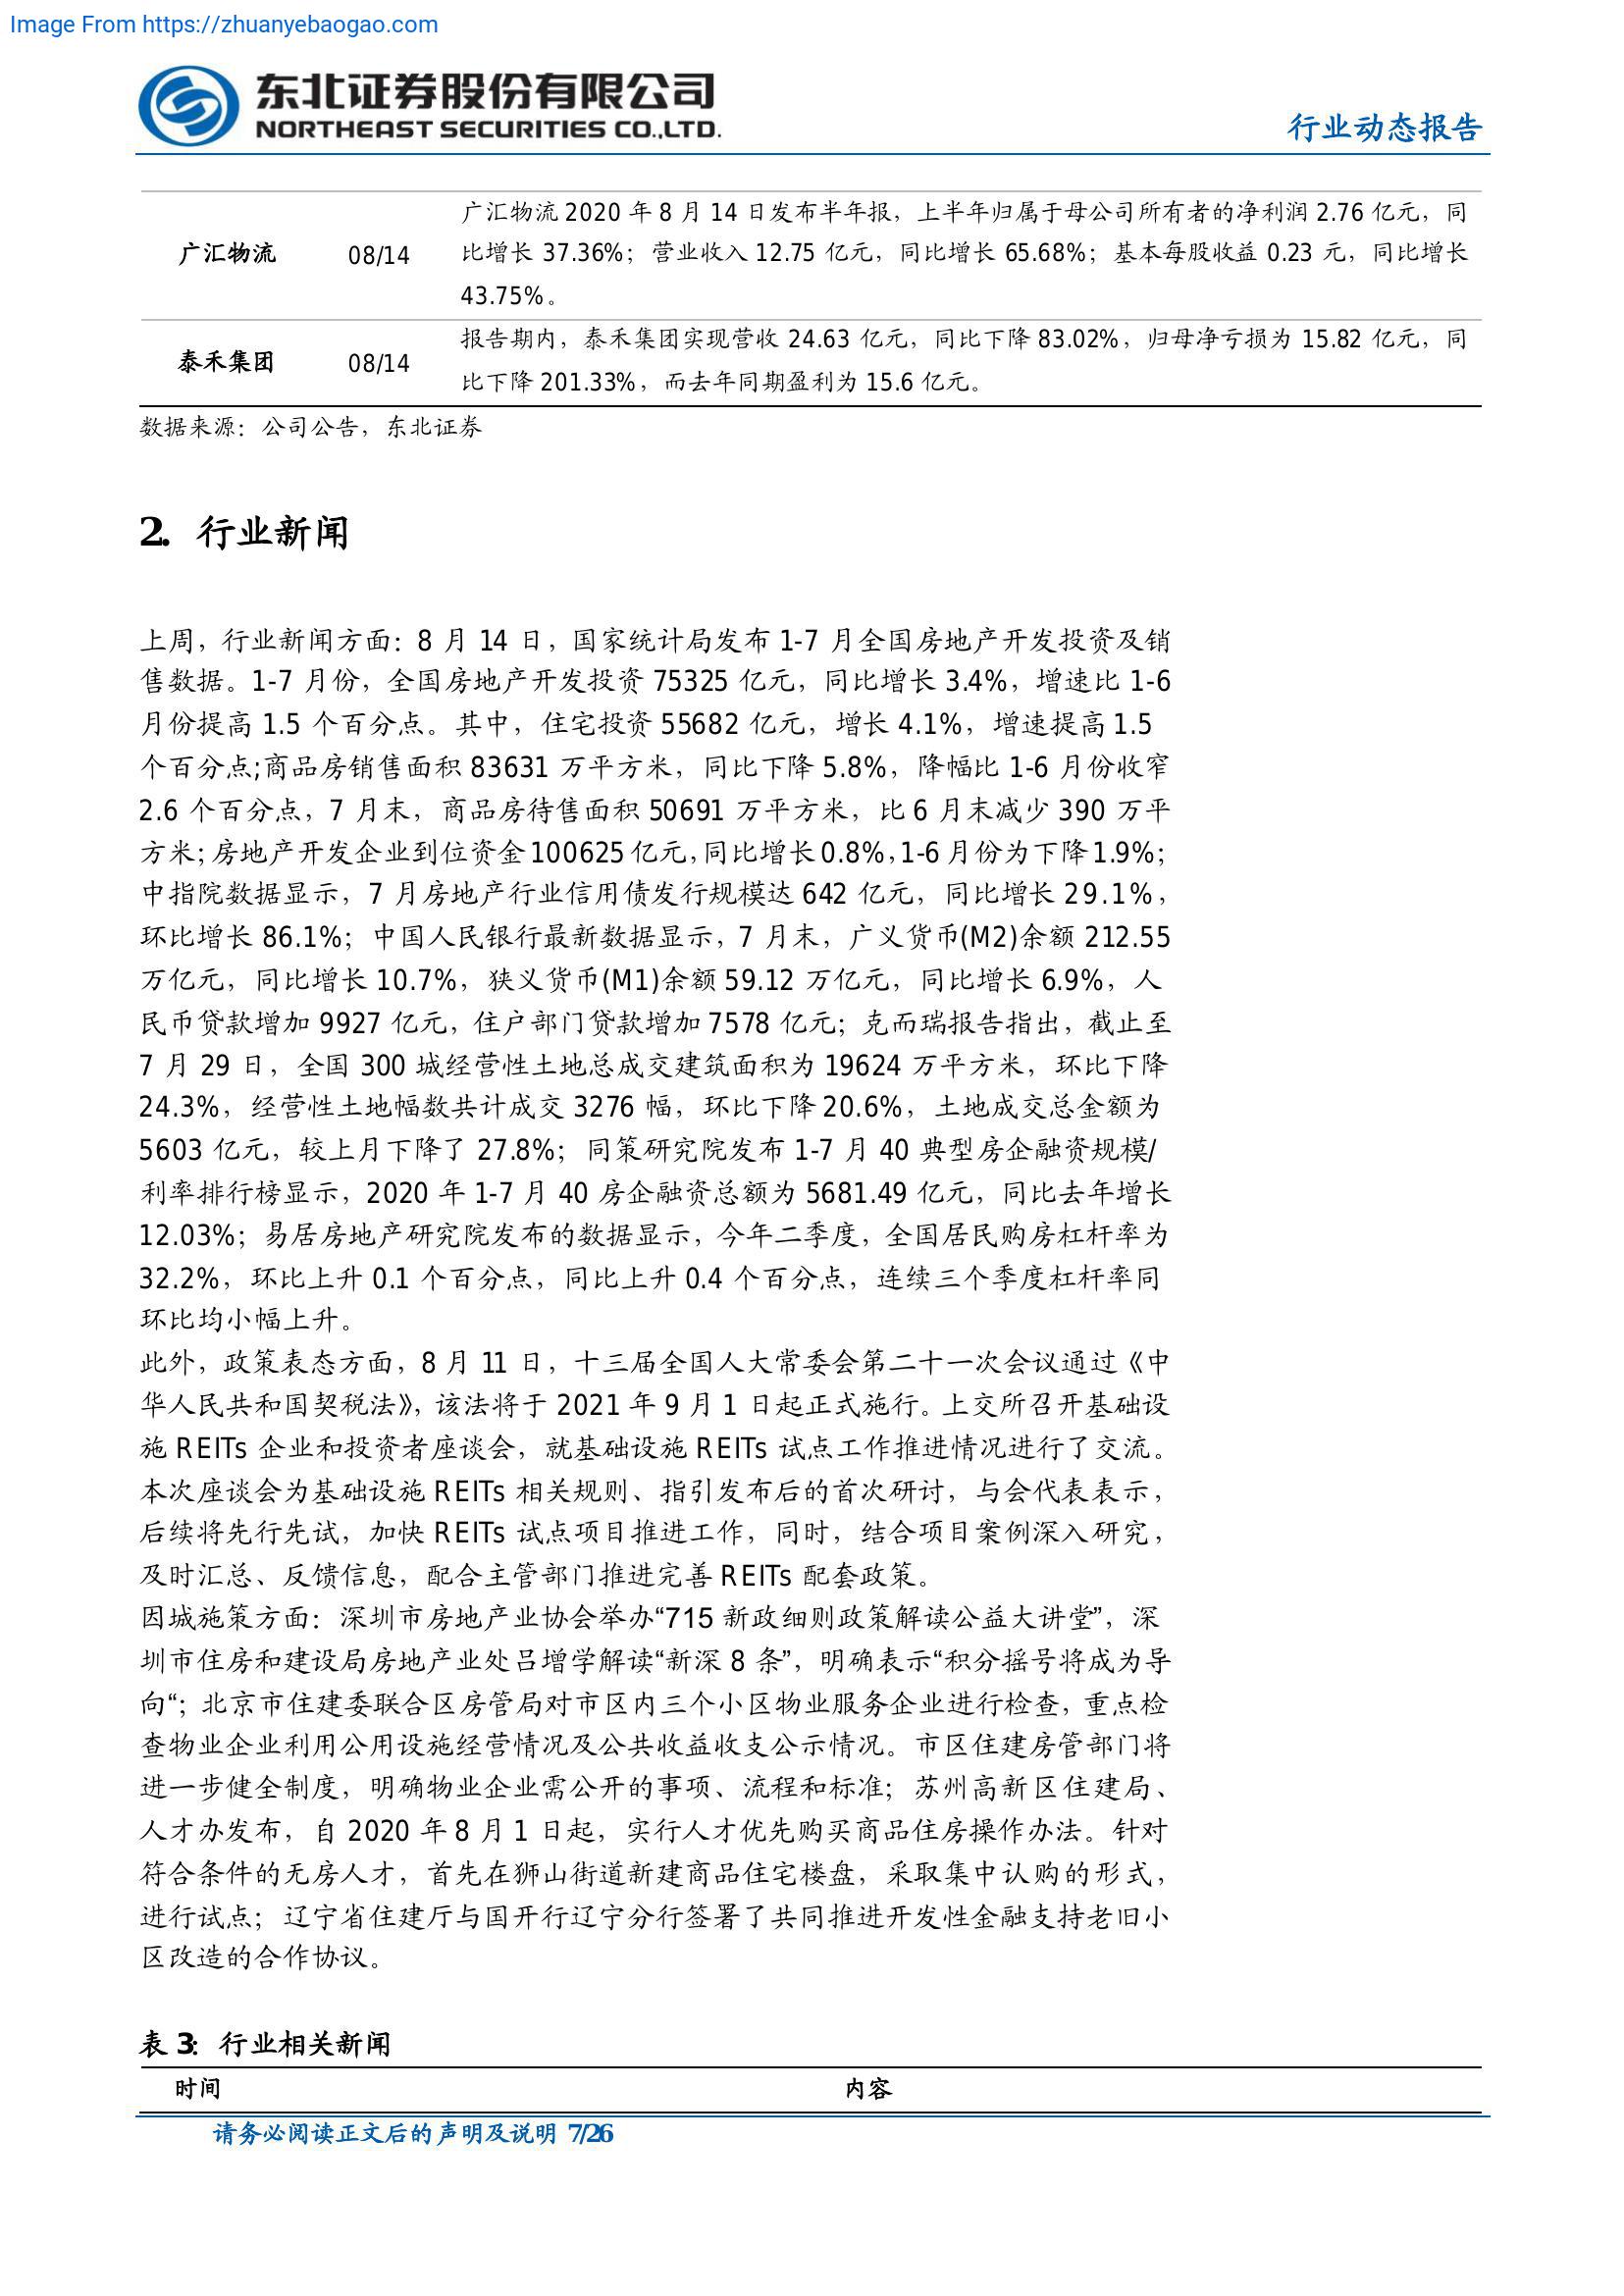 Image From https://zhuanyebaogao.com
东北证券股份有限公司
NORTHEAST SECURITIES CO.,LTD.
行业动态报告
广汇物流 2020 年 8 月 14 日发布半年报，上半年归属于母公司所有者的净利润 2.76 亿元，同
广汇物流 08/14 比增长 37.36%；营业收入 12.75 亿元，同比增长 65.68%；基本每股收益 0.23 元，同比增长
43.75%。
报告期内，泰禾集团实现营收 24.63 亿元，同比下降 83.02%，归母净亏损为 15.82 亿元，同
泰禾集团 08/14
比下降 201.33%，而去年同期盈利为 15.6 亿元。
数据来源：公司公告，东北证券
2. 行业新闻
上周，行业新闻方面：8 月 14 日，国家统计局发布 1-7 月全国房地产开发投资及销
售数据。1-7 月份，全国房地产开发投资 75325 亿元，同比增长 3.4%，增速比 1-6
月份提高 1.5 个百分点。其中，住宅投资 55682 亿元，增长 4.1%，增速提高 1.5
个百分点;商品房销售面积 83631 万平方米，同比下降 5.8%，降幅比 1-6 月份收窄
2.6 个百分点，7 月末，商品房待售面积 50691 万平方米，比 6 月末减少 390 万平
方米；房地产开发企业到位资金 100625 亿元，同比增长 0.8%，1-6 月份为下降 1.9%；
中指院数据显示，7 月房地产行业信用债发行规模达 642 亿元，同比增长 29.1%，
环比增长 86.1%；中国人民银行最新数据显示，7 月末，广义货币(M2)余额 212.55
万亿元，同比增长 10.7%，狭义货币(M1)余额 59.12 万亿元，同比增长 6.9%，人
民币贷款增加 9927 亿元，住户部门贷款增加 7578 亿元；克而瑞报告指出，截止至
7 月 29 日，全国 300 城经营性土地总成交建筑面积为 19624 万平方米，环比下降
24.3%，经营性土地幅数共计成交 3276 幅，环比下降 20.6%，土地成交总金额为
5603 亿元，较上月下降了 27.8%；同策研究院发布 1-7 月 40 典型房企融资规模/
利率排行榜显示，2020 年 1-7 月 40 房企融资总额为 5681.49 亿元，同比去年增长
12.03%；易居房地产研究院发布的数据显示，今年二季度，全国居民购房杠杆率为
32.2%，环比上升 0.1 个百分点，同比上升 0.4 个百分点，连续三个季度杠杆率同
环比均小幅上升。
此外，政策表态方面，8 月 11 日，十三届全国人大常委会第二十一次会议通过《中
华人民共和国契税法》，该法将于 2021 年 9 月 1 日起正式施行。上交所召开基础设
施 REITs 企业和投资者座谈会，就基础设施 REITs 试点工作推进情况进行了交流。
本次座谈会为基础设施 REITs 相关规则、指引发布后的首次研讨，与会代表表示，
后续将先行先试，加快 REITs 试点项目推进工作，同时，结合项目案例深入研究，
及时汇总、反馈信息，配合主管部门推进完善 REITs 配套政策。
因城施策方面：深圳市房地产业协会举办“715 新政细则政策解读公益大讲堂”，深
圳市住房和建设局房地产业处吕增学解读“新深 8 条”，明确表示“积分摇号将成为导
向“；北京市住建委联合区房管局对市区内三个小区物业服务企业进行检查，重点检
查物业企业利用公用设施经营情况及公共收益收支公示情况。市区住建房管部门将
进一步健全制度，明确物业企业需公开的事项、流程和标准；苏州高新区住建局、
人才办发布，自 2020 年 8 月 1 日起，实行人才优先购买商品住房操作办法。针对
符合条件的无房人才，首先在狮山街道新建商品住宅楼盘，采取集中认购的形式，
进行试点；辽宁省住建厅与国开行辽宁分行签署了共同推进开发性金融支持老旧小
区改造的合作协议。
表 3：行业相关新闻
时间 内容
请务必阅读正文后的声明及说明 7/26